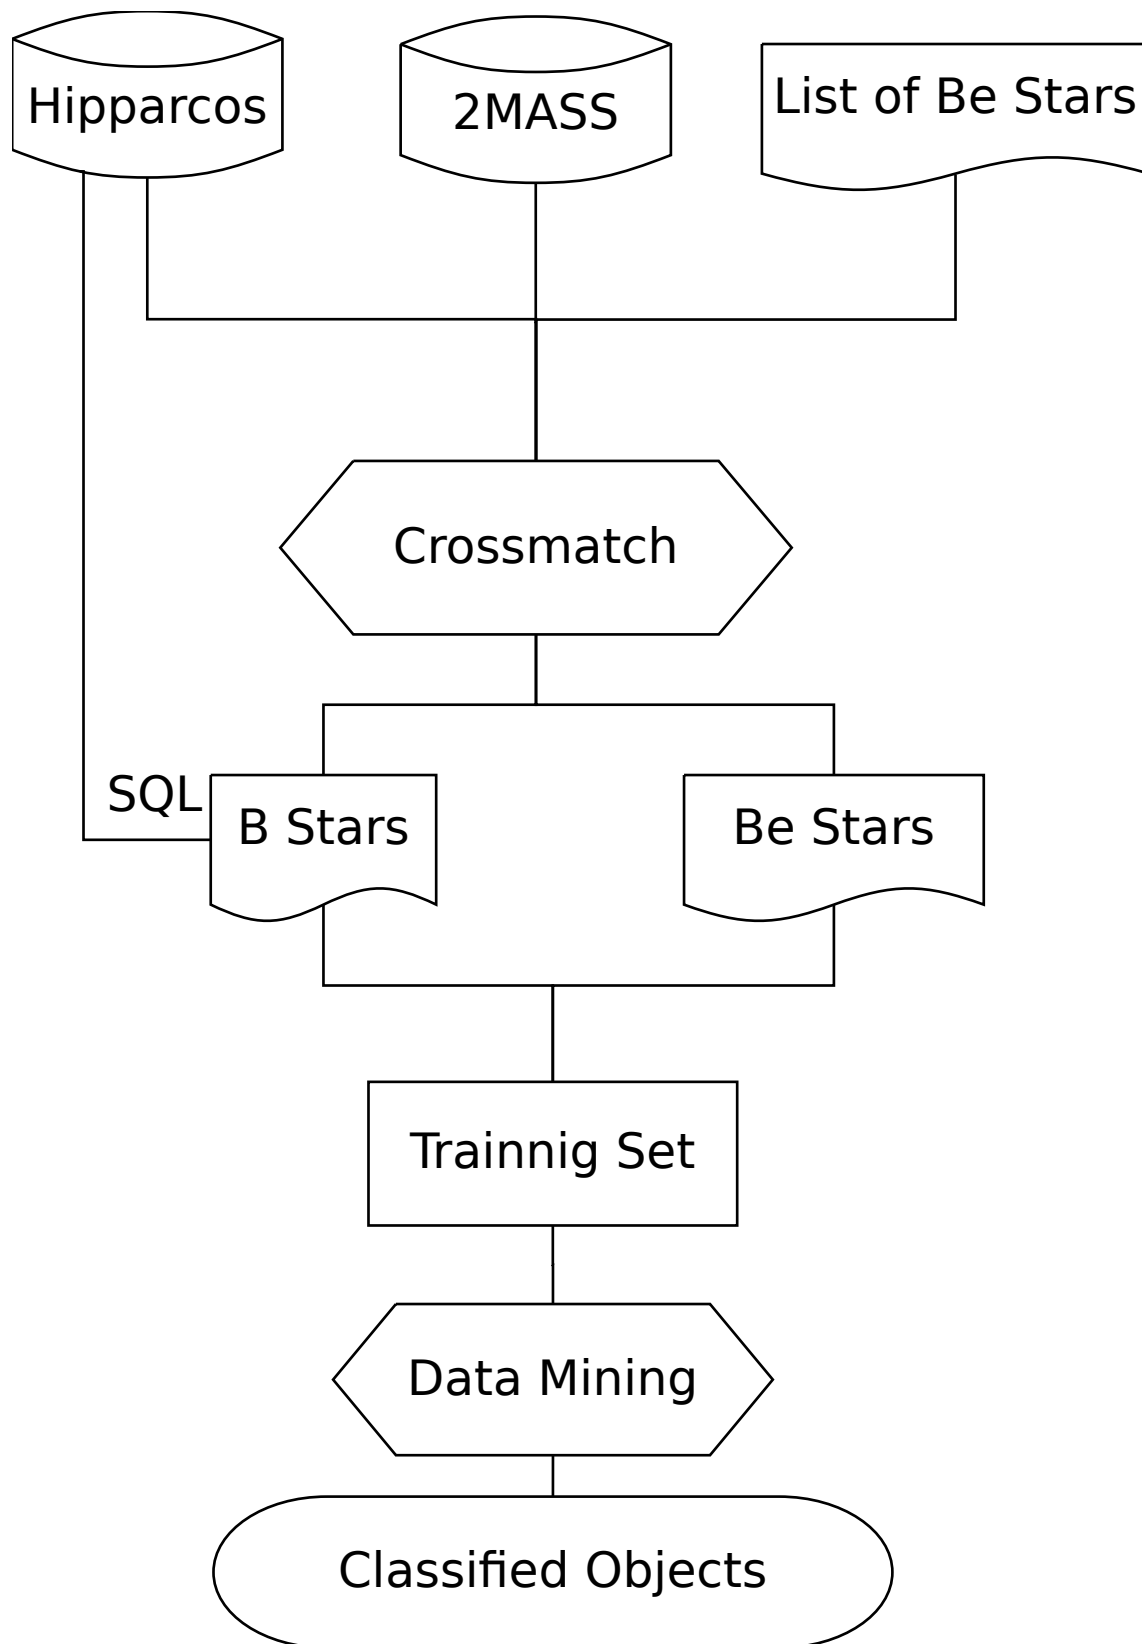 Hipparcos
2MASS
List of Be Stars
Crossmatch
SQL
B Stars
Be Stars
Trainnig Set
Data Mining
Classified Objects